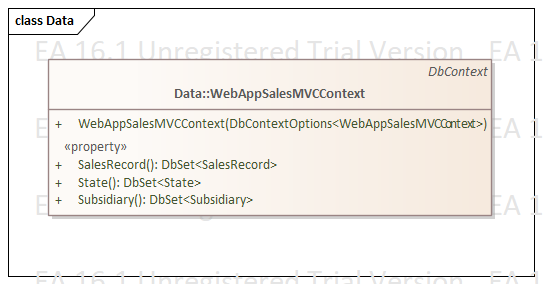 class Data
EA 16.1 Unregistered Trial Version EA 1
DbContext
Data::WebAppSalesMVCContext
+ WebAppSalesMVCContext(DbContextOptions<WebAppSalesMVCContext>)
«property»
+ SalesRecord(): DbSet<SalesRecord>
+ State(): DbSet<State>
+ Subsidiary(): DbSet<Subsidiary>
EA 16.1 Unregistered Trial Version EA 1